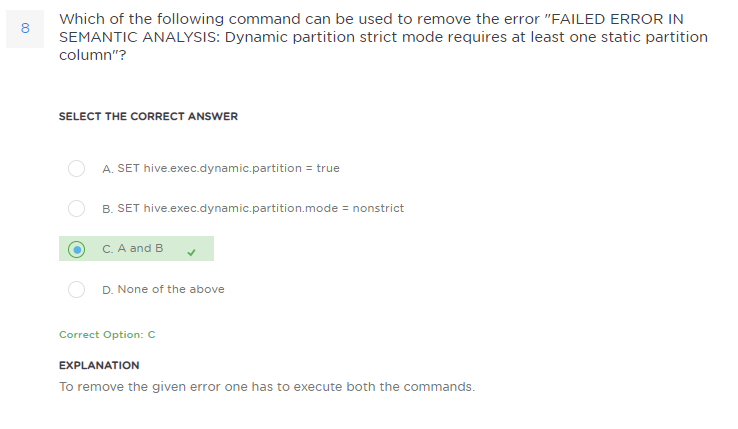 8
Which of the following command can be used to remove the error "FAILED ERROR IN
SEMANTIC ANALYSIS: Dynamic partition strict mode requires at least one static partition
column"?
SELECT THE CORRECT ANSWER
A. SET hive.exec.dynamic.partition = true
B. SET hive.exec.dynamic.partition.mode = nonstrict
C. A and B
D. None of the above
Correct Option: C
EXPLANATION
To remove the given error one has to execute both the commands.